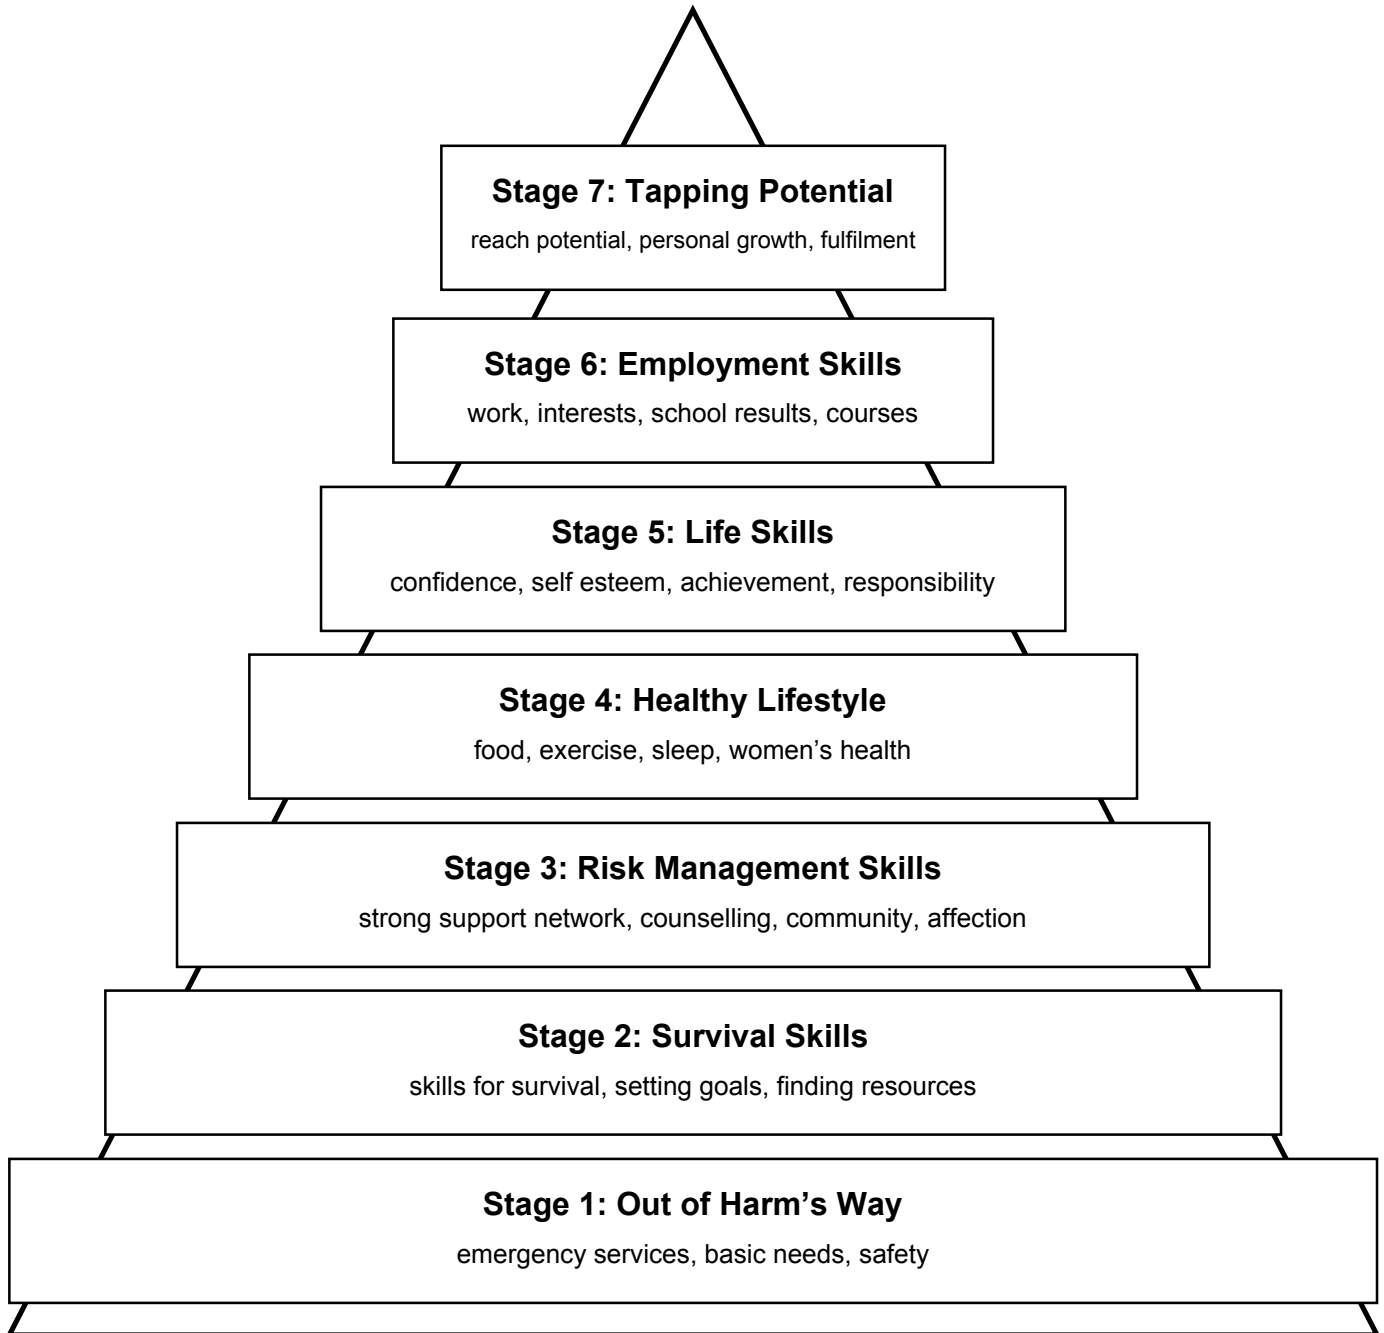 Stage 7: Tapping Potential
reach potential, personal growth, fulfilment
Stage 6: Employment Skills
work, interests, school results, courses
Stage 5: Life Skills
confidence, self esteem, achievement, responsibility
Stage 4: Healthy Lifestyle
food, exercise, sleep, women’s health
Stage 3: Risk Management Skills
strong support network, counselling, community, affection
Stage 2: Survival Skills
skills for survival, setting goals, finding resources
Stage 1: Out of Harm’s Way
emergency services, basic needs, safety